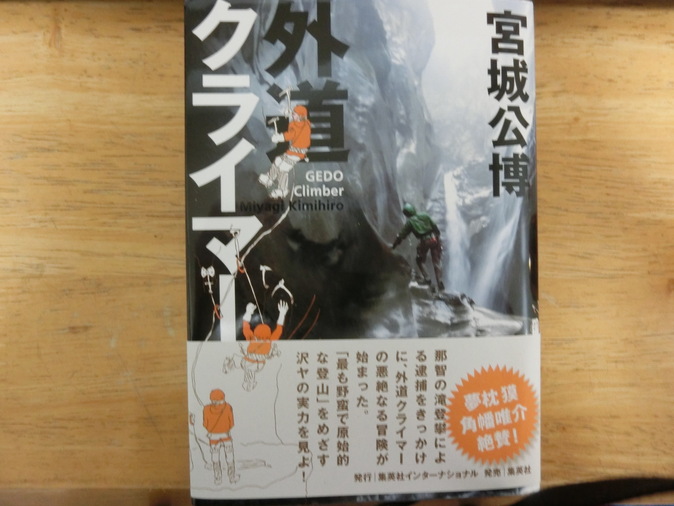 外道
クライマー
宮城公博
GEDO
Climber
Miyagi Kimihiro
那智の滝登攀によ
る逮捕をきっかけ
に、外道クライマー
の悪絶なる冒険が
始まった。
「最も野蛮で原始的
な登山」をめざす
沢ヤの実力を見よ!
夢枕 獏
角幡唯介
絶賛!
発行|集英社インターナショナル 発売|集英社